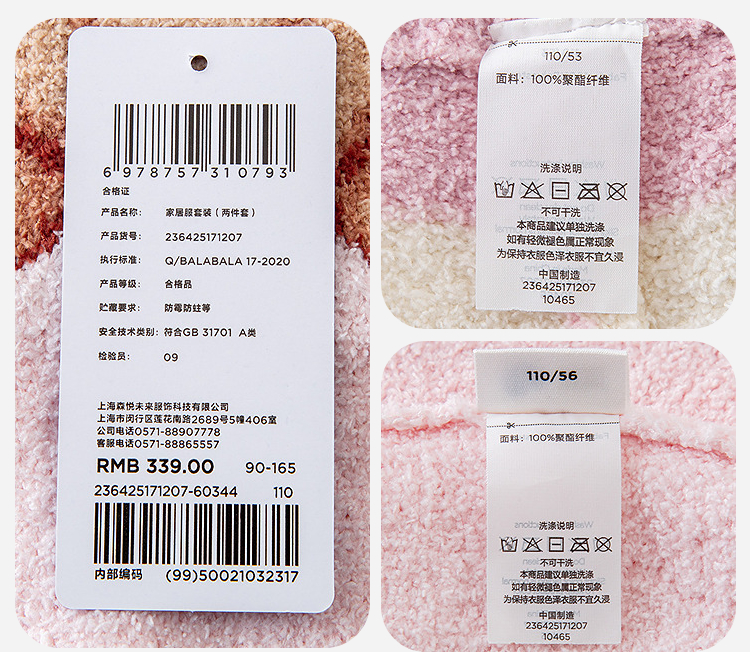 6 978757 310793
合格证
产品名称: 家居服套装(两件套)
产品货号: 236425171207
执行标准: Q/BALABALA 17-2020
产品等级: 合格品
贮藏要求: 防霉防蛀等
安全技术类别: 符合GB 31701 A类
检验员: 09
上海森悦未来服饰科技有限公司
上海市闵行区莲花南路2689号5幢406室
公司电话0571-88907778
客服电话0571-88865557
RMB 339.00 90-165
236425171207-60344 110
内部编码 (99)50021032317
110/53
面料: 100%聚酯纤维
洗涤说明
不可干洗
本商品建议单独洗涤
如有轻微褪色属正常现象
为保持衣服色泽衣服不宜久浸
中国制造
236425171207
10465
110/56
面料: 100%聚酯纤维
洗涤说明
不可干洗
本商品建议单独洗涤
如有轻微褪色属正常现象
为保持衣服色泽衣服不宜久浸
中国制造
236425171207
10465